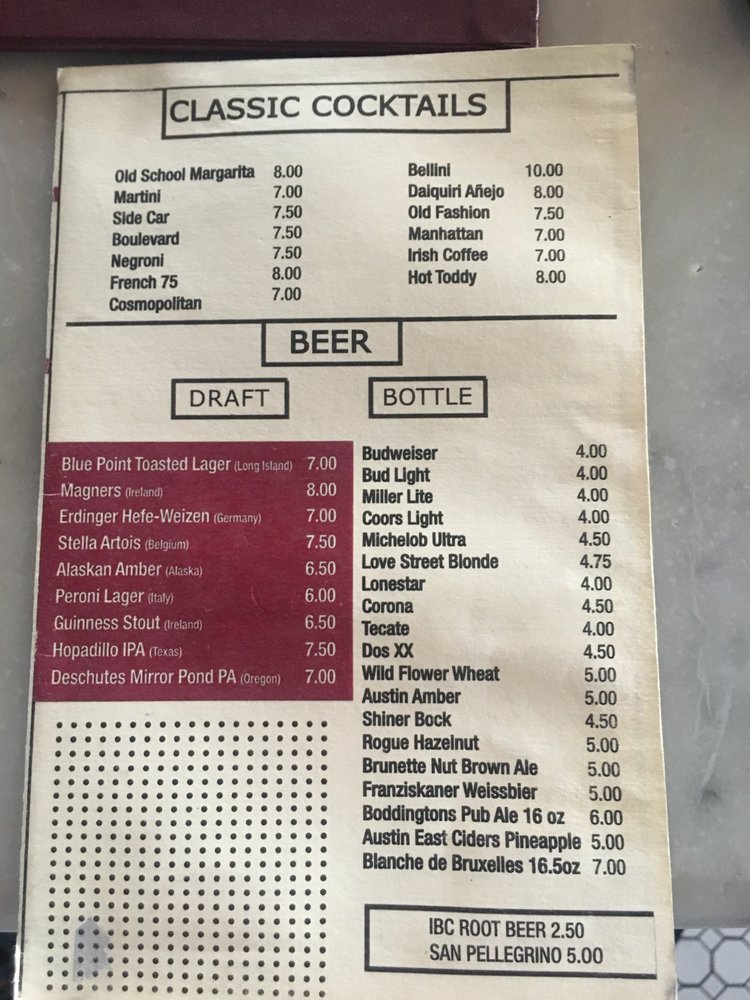 CLASSIC COCKTAILS
Old School Margarita 8.00
Martini 7.00
Side Car 7.50
Boulevard 7.50
Negroni 7.50
French 75 8.00
Cosmopolitan 7.00
Bellini 10.00
Daiquiri Añejo 8.00
Old Fashion 7.50
Manhattan 7.00
Irish Coffee 7.00
Hot Toddy 8.00
BEER
DRAFT
Blue Point Toasted Lager (Long Island) 7.00
Magners (Ireland) 8.00
Erdinger Hefe-Weizen (Germany) 7.00
Stella Artois (Belgium) 7.50
Alaskan Amber (Alaska) 6.50
Peroni Lager (Italy) 6.00
Guinness Stout (Ireland) 6.50
Hopadillo IPA (Texas) 7.50
Deschutes Mirror Pond PA (Oregon) 7.00
BOTTLE
Budweiser 4.00
Bud Light 4.00
Miller Lite 4.00
Coors Light 4.00
Michelob Ultra 4.50
Love Street Blonde 4.75
Lonestar 4.00
Corona 4.50
Tecate 4.00
Dos XX 4.50
Wild Flower Wheat 5.00
Austin Amber 5.00
Shiner Bock 4.50
Rogue Hazelnut 5.00
Brunette Nut Brown Ale 5.00
Franziskaner Weissbier 5.00
Boddingtons Pub Ale 16 oz 6.00
Austin East Ciders Pineapple 5.00
Blanche de Bruxelles 16.5oz 7.00
IBC ROOT BEER 2.50
SAN PELLEGRINO 5.00